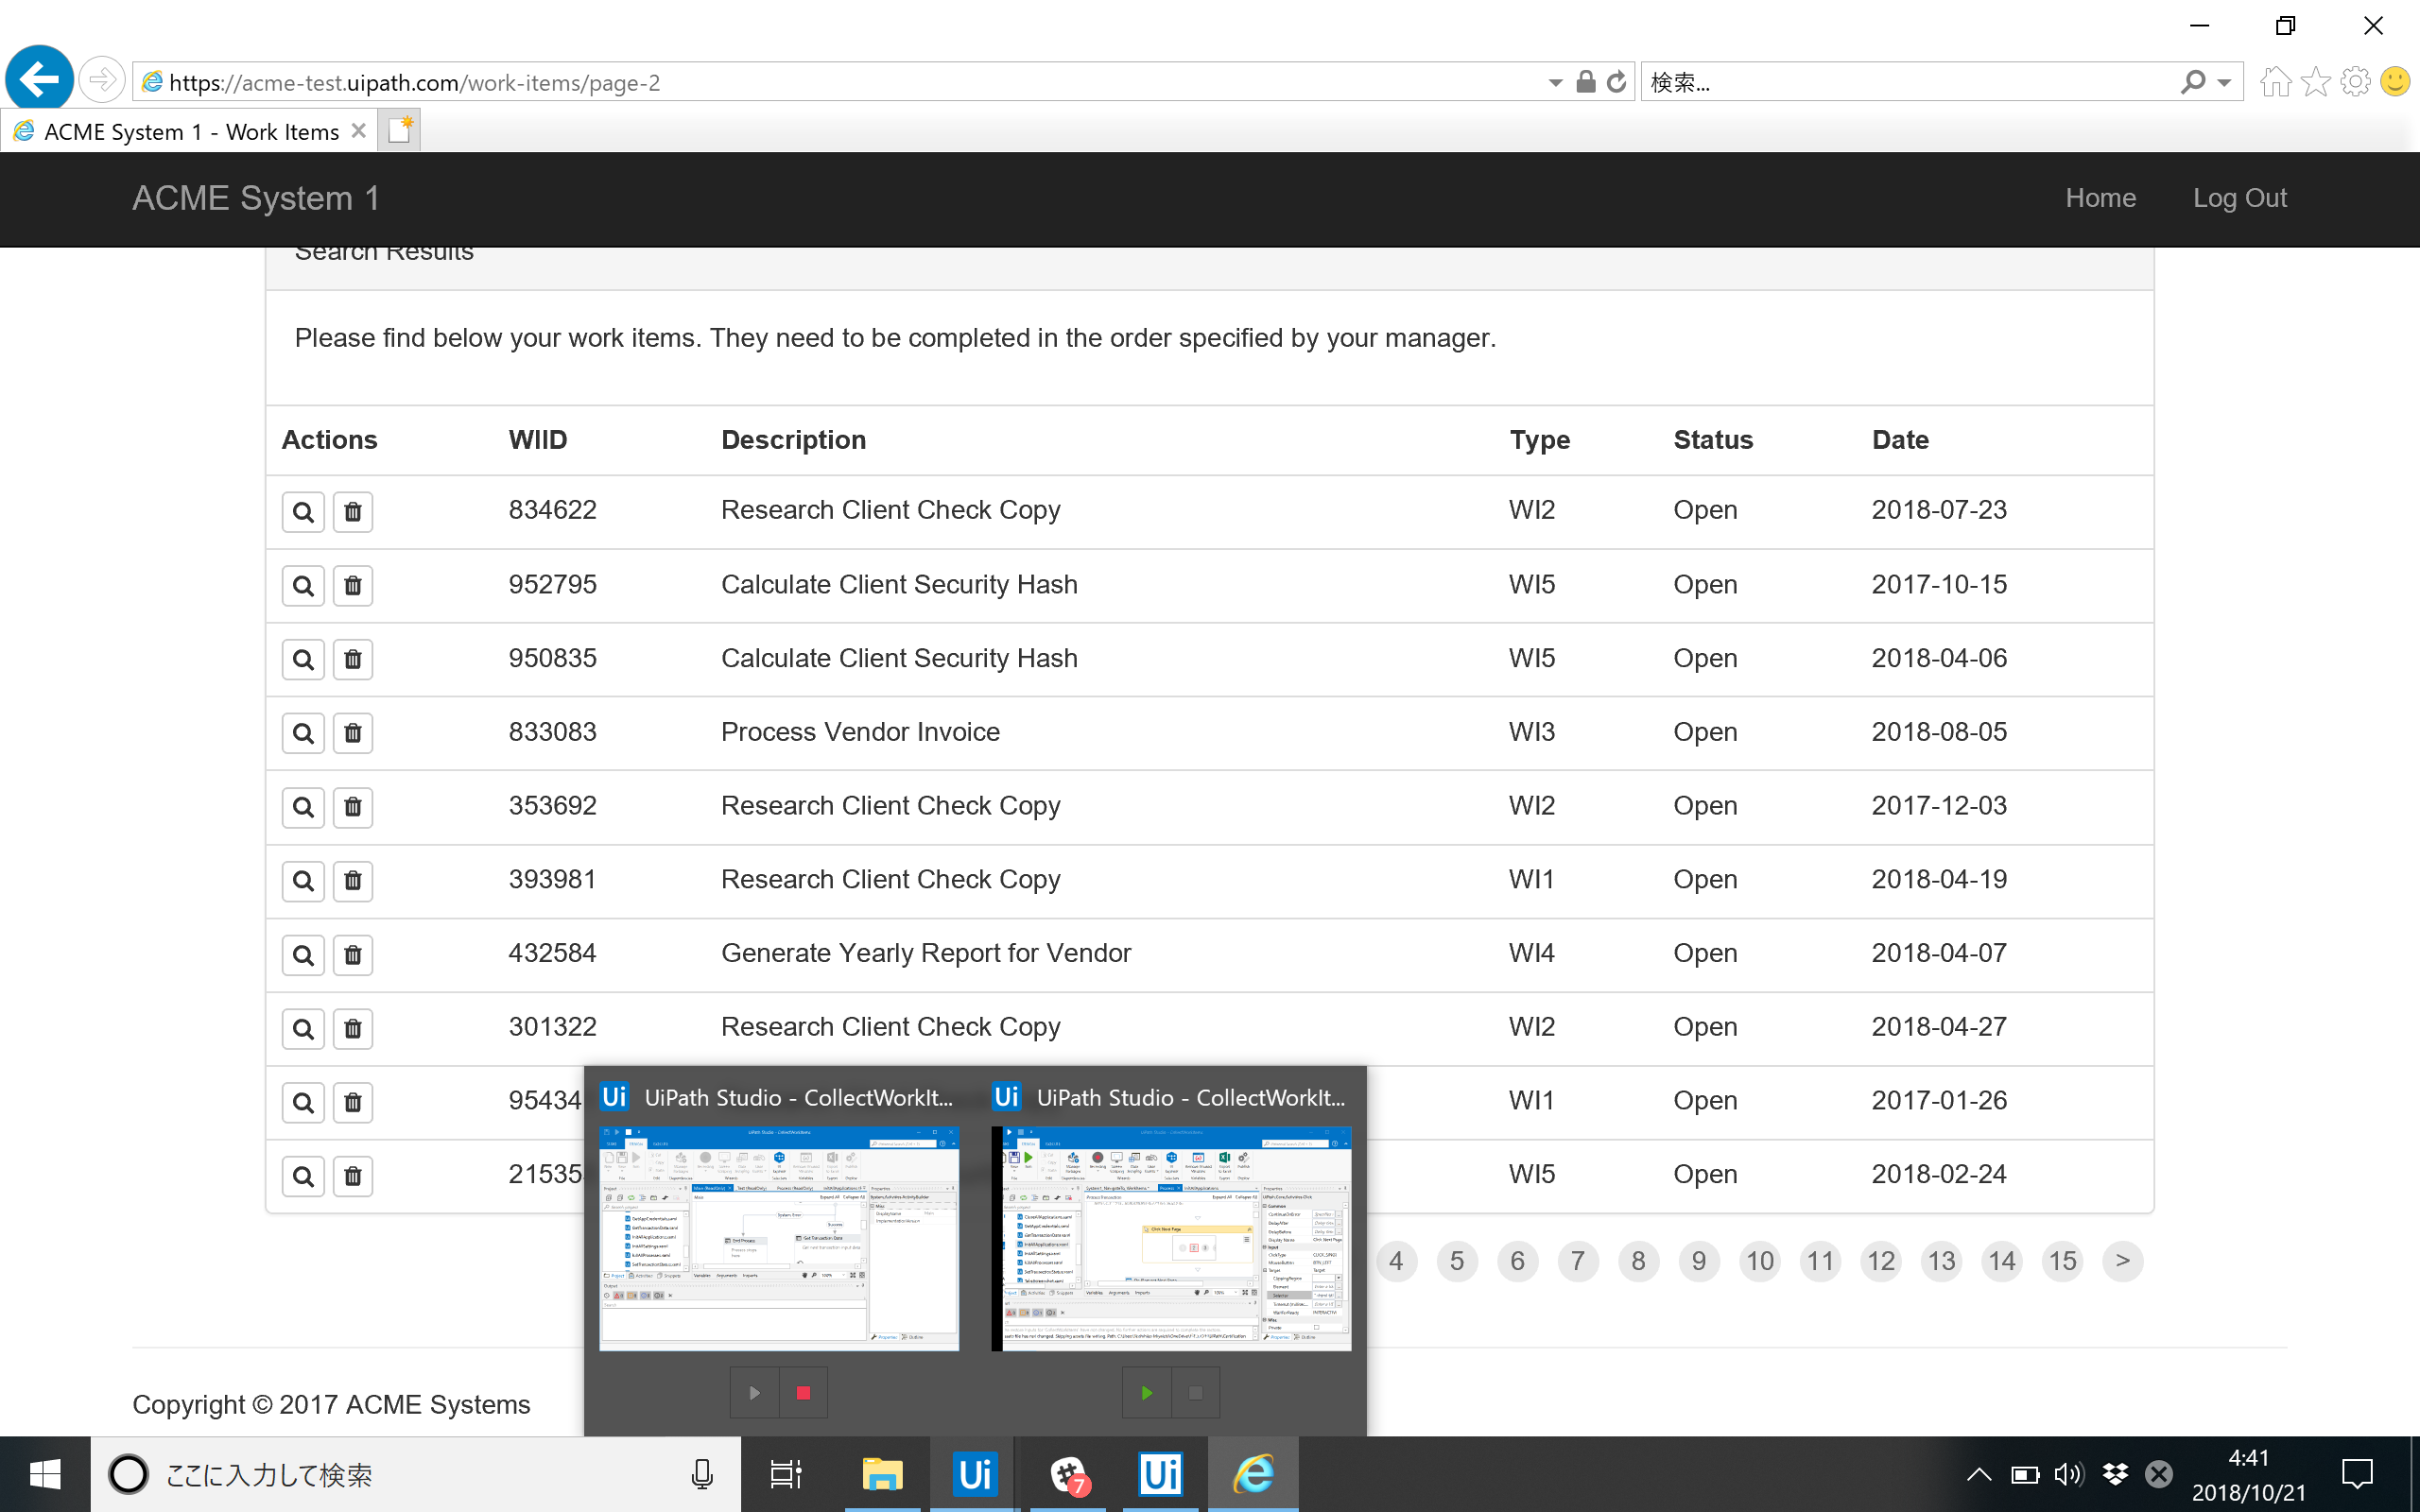 https://acme-test.uipath.com/work-items/page-2
検索...
ACME System 1 - Work Items
ACME System 1
Home
Log Out
Search Results
Please find below your work items. They need to be completed in the order specified by your manager.
Actions WIID Description Type Status Date
834622 Research Client Check Copy WI2 Open 2018-07-23
952795 Calculate Client Security Hash WI5 Open 2017-10-15
950835 Calculate Client Security Hash WI5 Open 2018-04-06
833083 Process Vendor Invoice WI3 Open 2018-08-05
353692 Research Client Check Copy WI2 Open 2017-12-03
393981 Research Client Check Copy WI1 Open 2018-04-19
432584 Generate Yearly Report for Vendor WI4 Open 2018-04-07
301322 Research Client Check Copy WI2 Open 2018-04-27
95434 WI1 Open 2017-01-26
21535 WI5 Open 2018-02-24
Ui UiPath Studio - CollectWorkIt...
Ui UiPath Studio - CollectWorkIt...
4 5 6 7 8 9 10 11 12 13 14 15 >
Copyright © 2017 ACME Systems
ここに入力して検索
Ui
7
Ui
4:41
2018/10/21